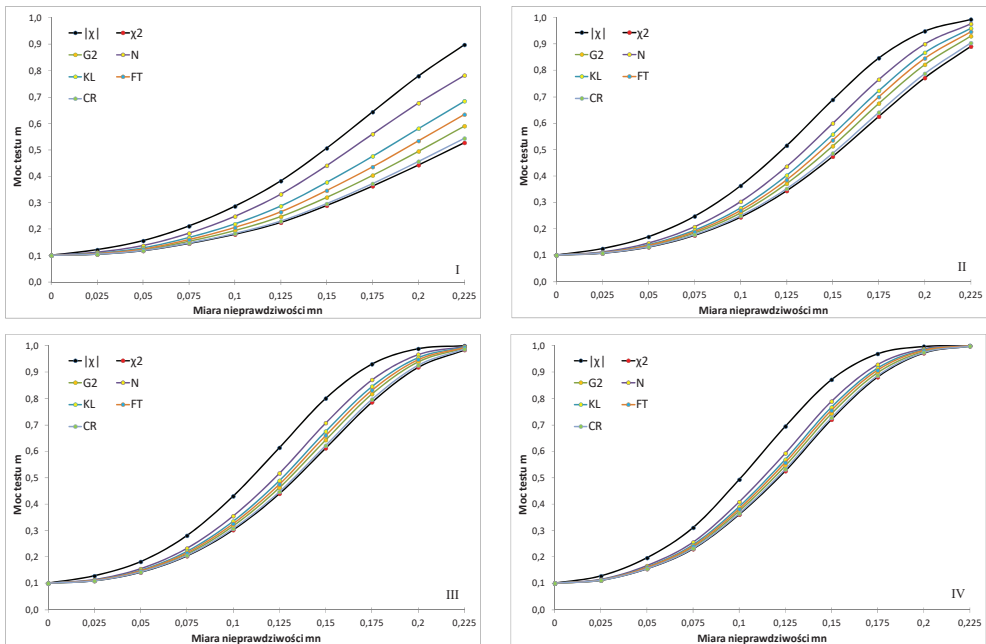 1,0
0,9
0,8
0,7
0,6
0,5
0,4
0,3
0,2
0,1
0,0
Moc testu m
|χ| χ2
G2 N
KL FT
CR
I
0 0,025 0,05 0,075 0,1 0,125 0,15 0,175 0,2 0,225
Miara nieprawdziwości mn
1,0
0,9
0,8
0,7
0,6
0,5
0,4
0,3
0,2
0,1
0,0
Moc testu m
|χ| χ2
G2 N
KL FT
CR
II
0 0,025 0,05 0,075 0,1 0,125 0,15 0,175 0,2 0,225
Miara nieprawdziwości mn
1,0
0,9
0,8
0,7
0,6
0,5
0,4
0,3
0,2
0,1
0,0
Moc testu m
|χ| χ2
G2 N
KL FT
CR
III
0 0,025 0,05 0,075 0,1 0,125 0,15 0,175 0,2 0,225
Miara nieprawdziwości mn
1,0
0,9
0,8
0,7
0,6
0,5
0,4
0,3
0,2
0,1
0,0
Moc testu m
|χ| χ2
G2 N
KL FT
CR
IV
0 0,025 0,05 0,075 0,1 0,125 0,15 0,175 0,2 0,225
Miara nieprawdziwości mn